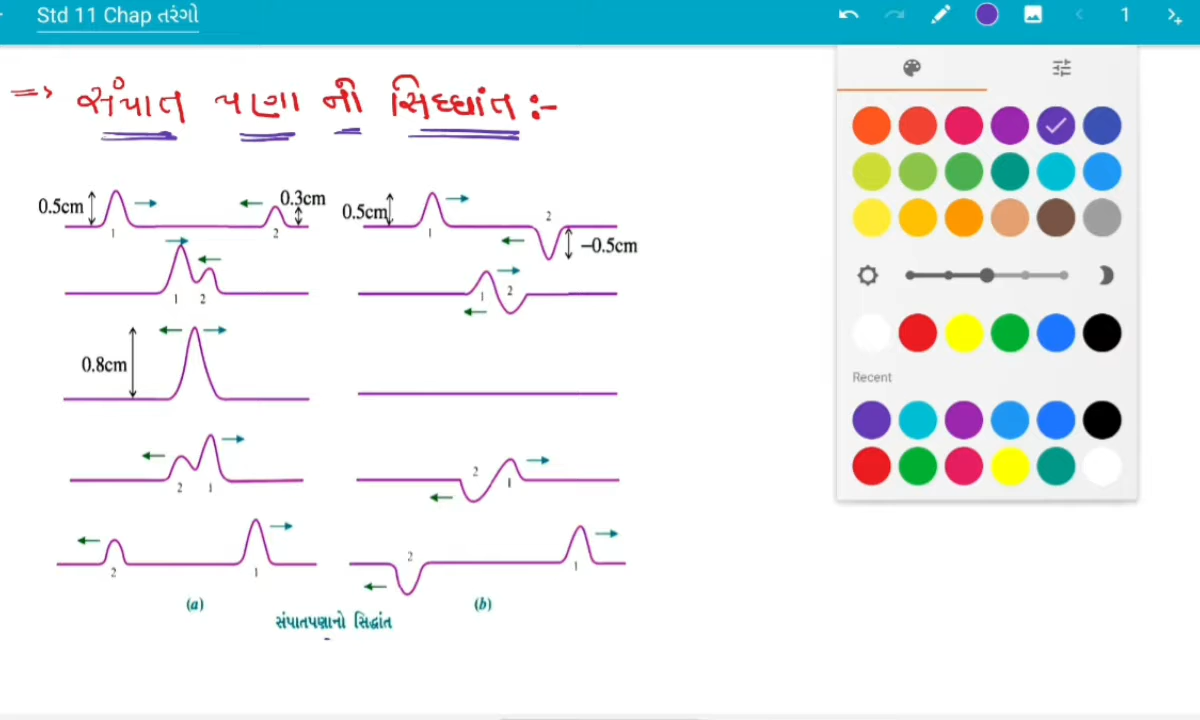 Std 11 Chap તરંગો
1
=> સંપાત પણા ની સિધ્ધાંત :-
0.5cm
0.3cm
1
2
0.5cm
2
1
-0.5cm
1 2
1 2
0.8cm
2 1
2 1
2 1
2 1
(a)
(b)
સંપાતપણાનો સિદ્ધાંત
Recent